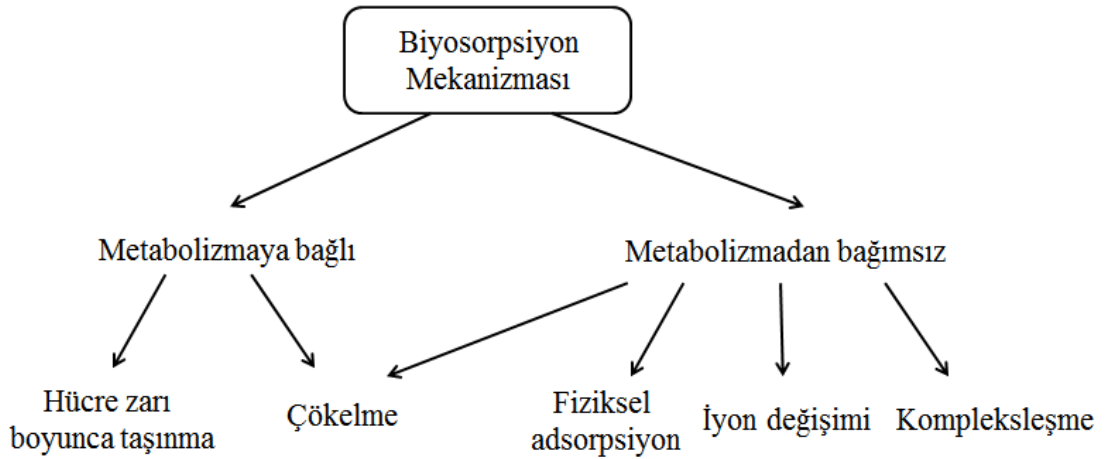 Biyosorpsiyon
Mekanizması
Metabolizmaya bağlı
Metabolizmadan bağımsız
Hücre zarı
boyunca taşınma
Çökelme
Fiziksel
adsorpsiyon
İyon değişimi
Kompleksleşme